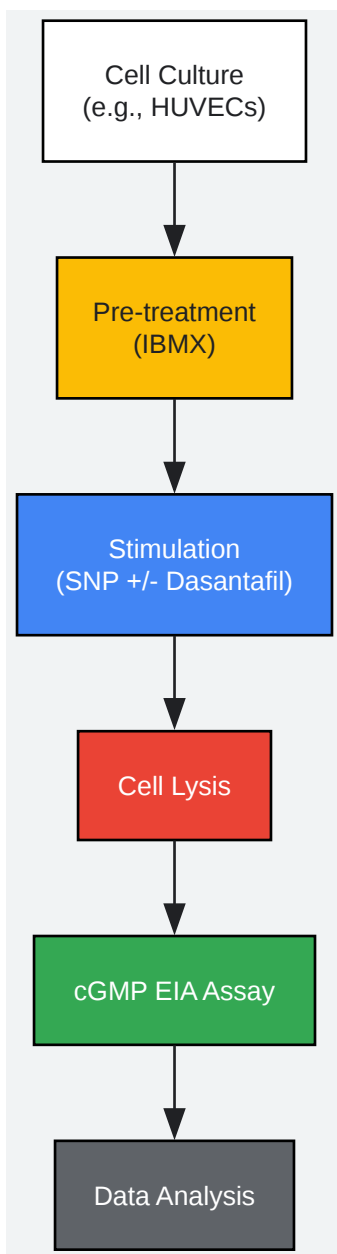 Cell Culture
(e.g., HUVECs)
Pre-treatment
(IBMX)
Stimulation
(SNP +/- Dasantafil)
Cell Lysis
cGMP EIA Assay
Data Analysis